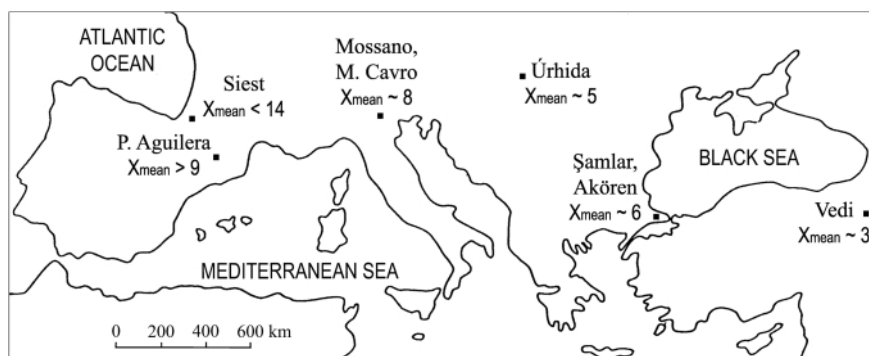 ATLANTIC
OCEAN
Siest
Xmean < 14
P. Aguilera
Xmean > 9
Mossano,
M. Cavro
Xmean ~ 8
Úrhida
Xmean ~ 5
BLACK SEA
Şamlar,
Akören
Xmean ~ 6
Vedi
Xmean ~ 3
MEDITERRANEAN SEA
0 200 400 600 km